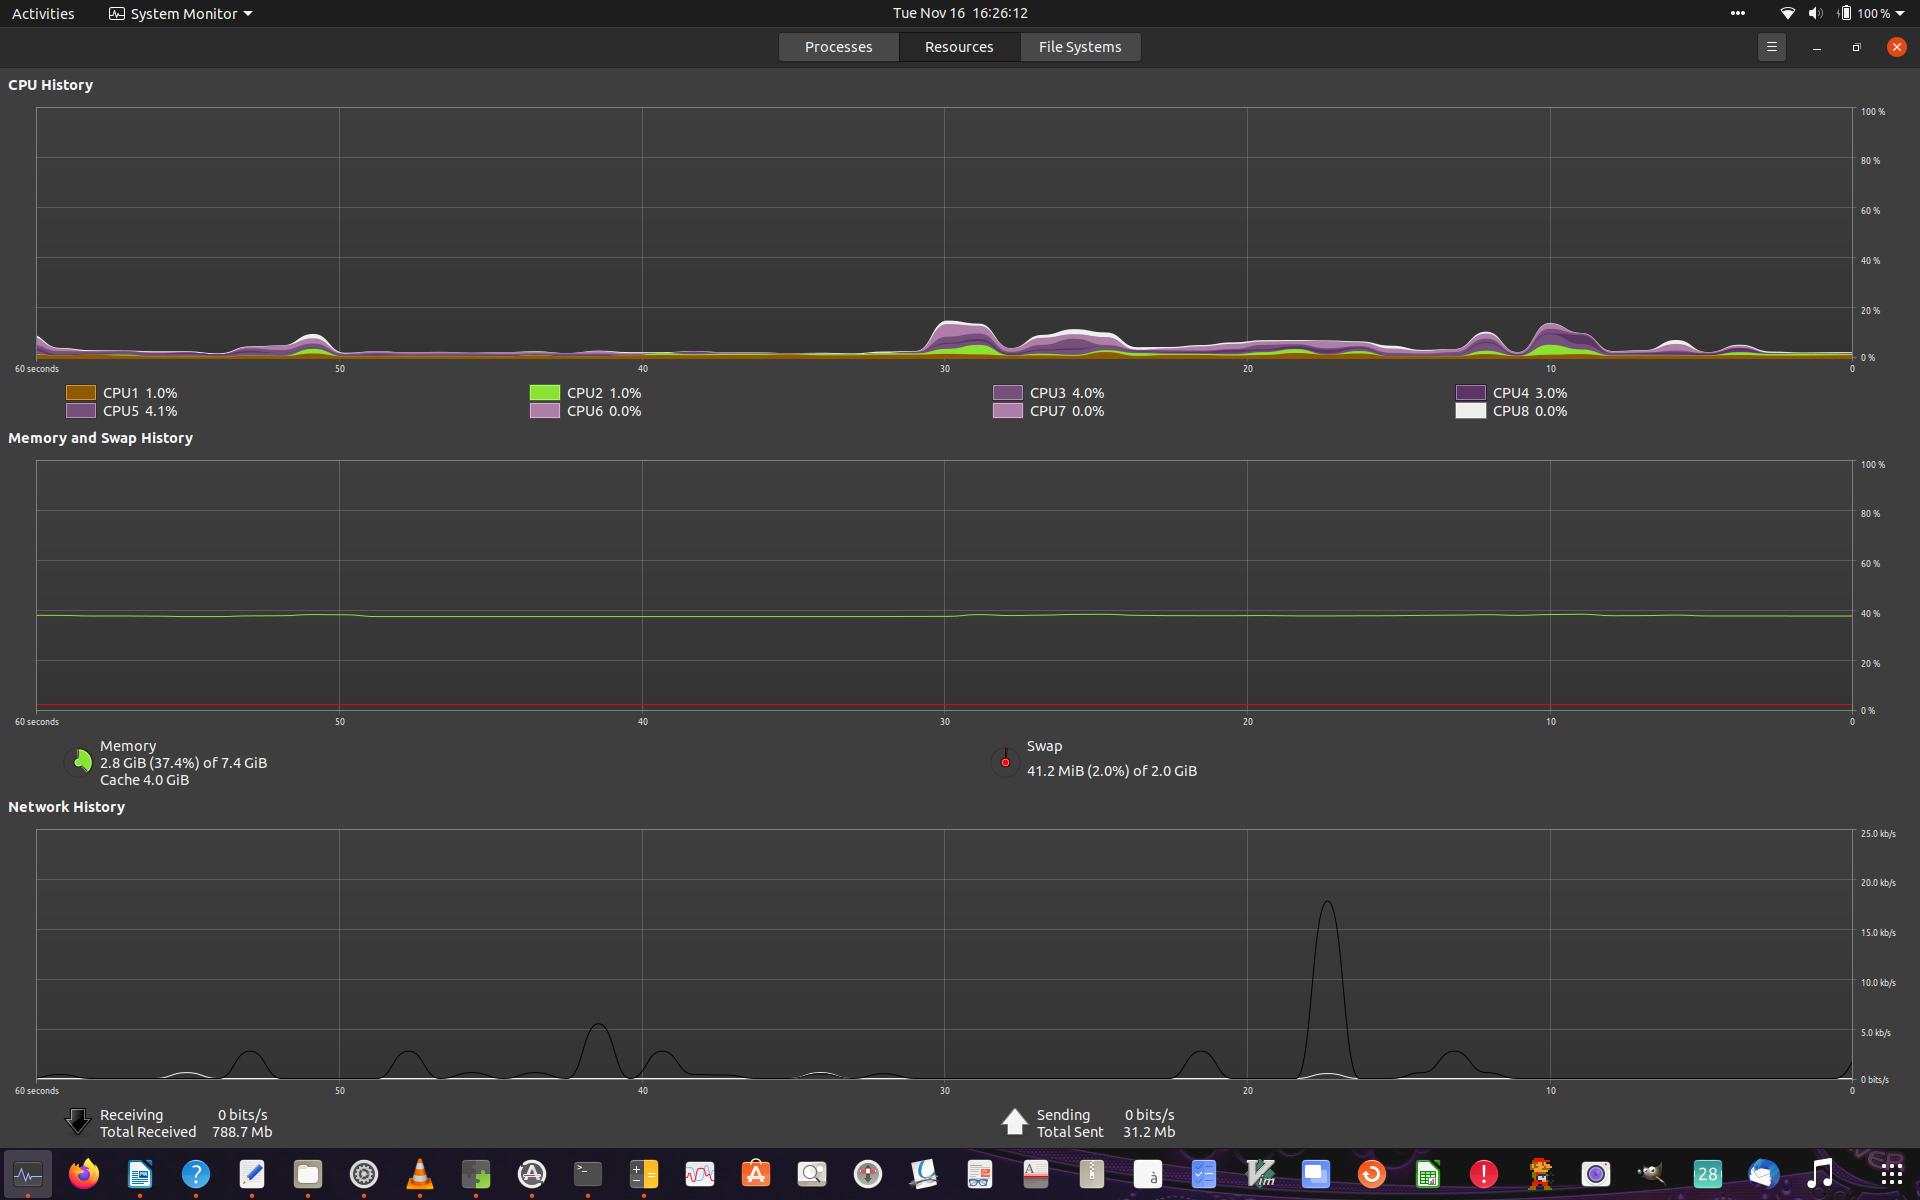 Activities System Monitor Tue Nov 16 16:26:12 100 %
Processes Resources File Systems
CPU History
100 %
80 %
60 %
40 %
20 %
0 %
60 seconds 50 40 30 20 10 0
CPU1 1.0% CPU2 1.0% CPU3 4.0% CPU4 3.0%
CPU5 4.1% CPU6 0.0% CPU7 0.0% CPU8 0.0%
Memory and Swap History
100 %
80 %
60 %
40 %
20 %
0 %
60 seconds 50 40 30 20 10 0
Memory Swap
2.8 GiB (37.4%) of 7.4 GiB 41.2 MiB (2.0%) of 2.0 GiB
Cache 4.0 GiB
Network History
25.0 kb/s
20.0 kb/s
15.0 kb/s
10.0 kb/s
5.0 kb/s
0 bits/s
60 seconds 50 40 30 20 10 0
Receiving 0 bits/s Sending 0 bits/s
Total Received 788.7 Mb Total Sent 31.2 Mb
28